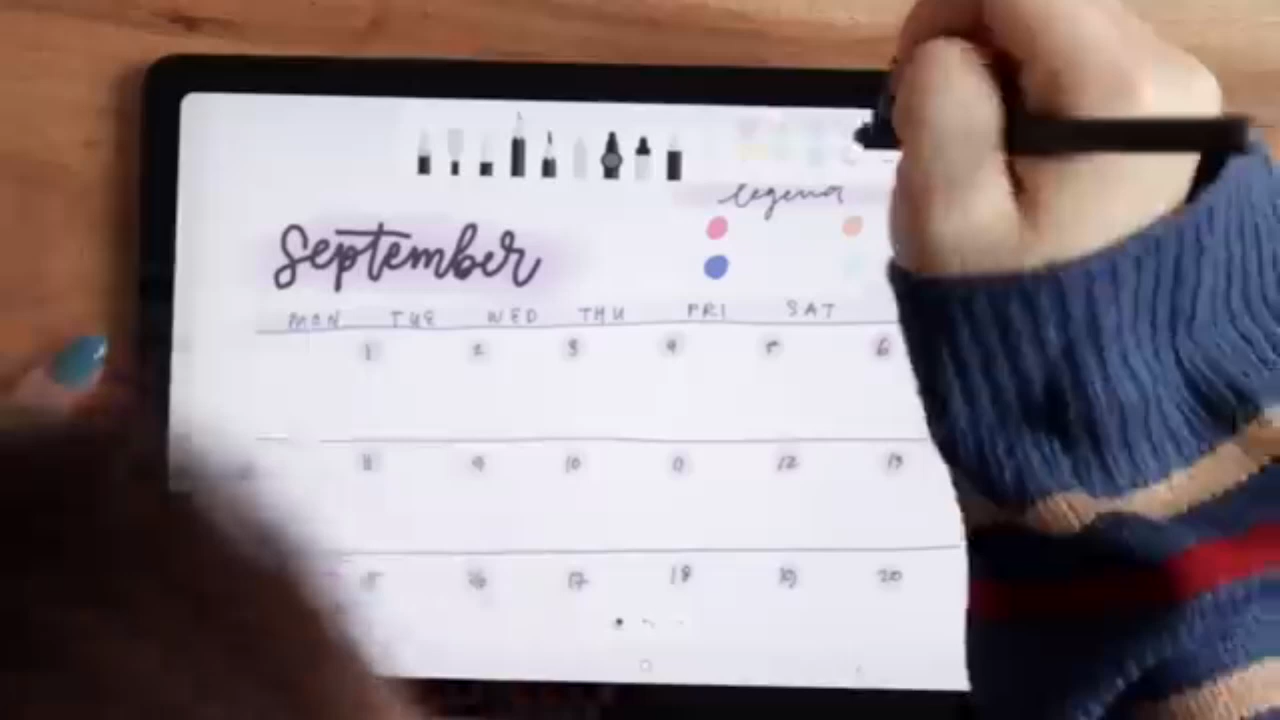 legend
September
MON TUE WED THU FRI SAT
1 2 3 4 5 6
8 9 10 11 12 13
15 16 17 18 19 20